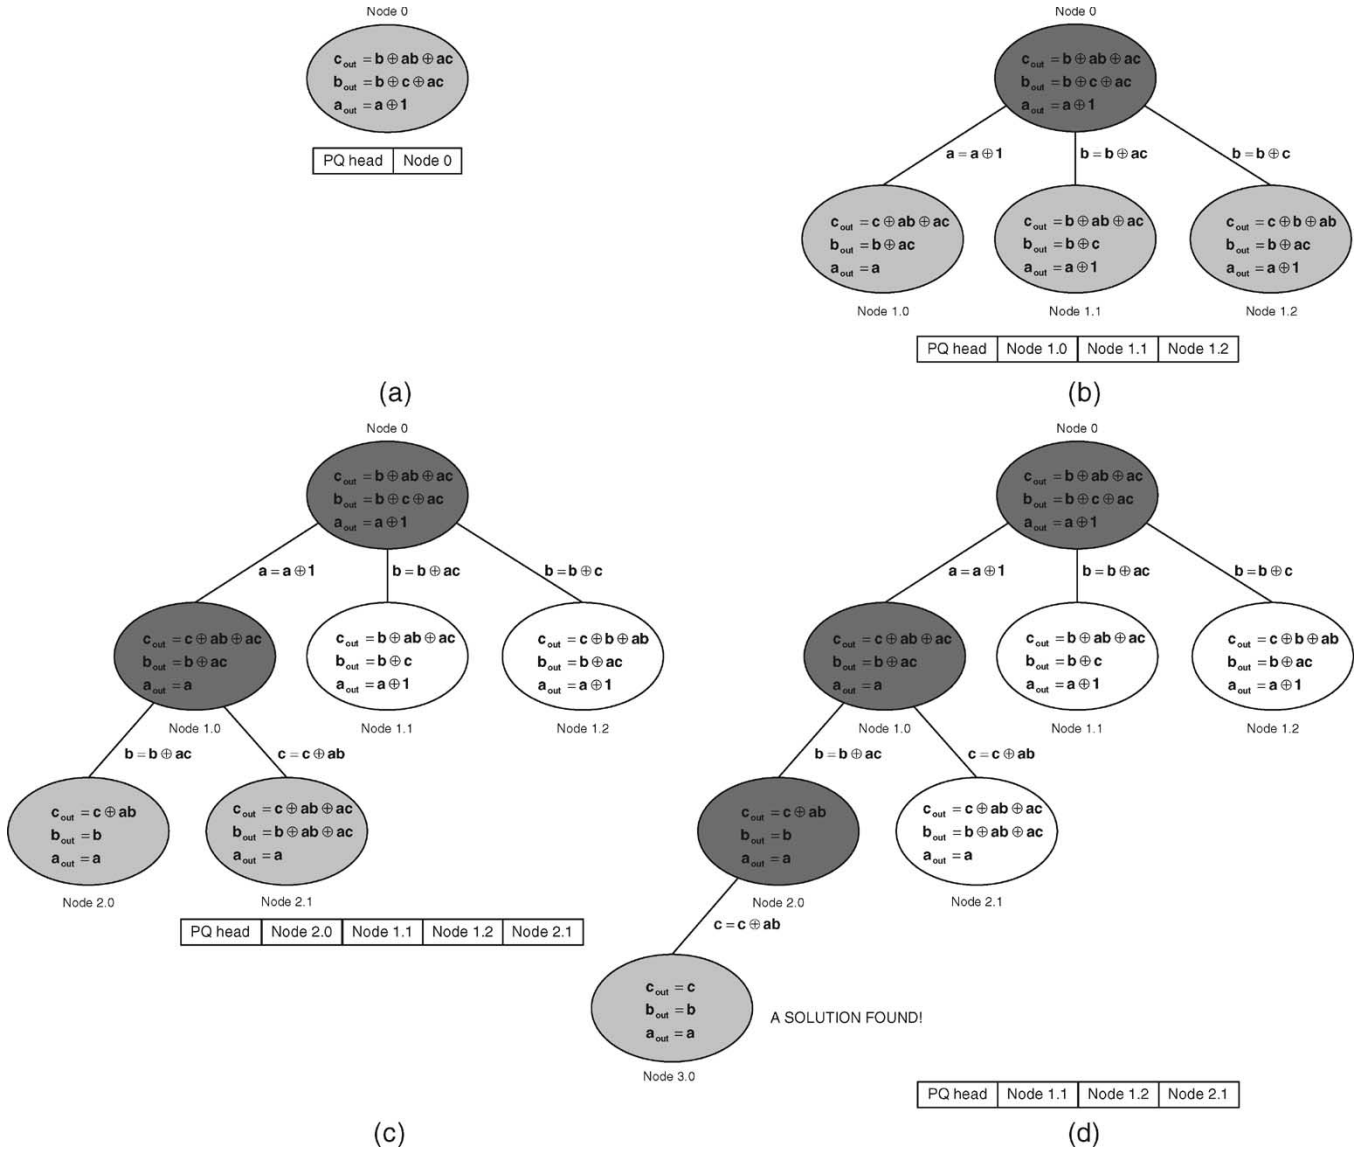 Node 0
c_out = b ⊕ ab ⊕ ac
b_out = b ⊕ c ⊕ ac
a_out = a ⊕ 1
PQ head Node 0
(a)
Node 0
c_out = b ⊕ ab ⊕ ac
b_out = b ⊕ c ⊕ ac
a_out = a ⊕ 1
a = a ⊕ 1
b = b ⊕ ac
b = b ⊕ c
c_out = c ⊕ ab ⊕ ac
b_out = b ⊕ ac
a_out = a
Node 1.0
c_out = b ⊕ ab ⊕ ac
b_out = b ⊕ c
a_out = a ⊕ 1
Node 1.1
c_out = c ⊕ b ⊕ ab
b_out = b ⊕ ac
a_out = a ⊕ 1
Node 1.2
PQ head Node 1.0 Node 1.1 Node 1.2
(b)
Node 0
c_out = b ⊕ ab ⊕ ac
b_out = b ⊕ c ⊕ ac
a_out = a ⊕ 1
a = a ⊕ 1
b = b ⊕ ac
b = b ⊕ c
c_out = c ⊕ ab ⊕ ac
b_out = b ⊕ ac
a_out = a
Node 1.0
c_out = b ⊕ ab ⊕ ac
b_out = b ⊕ c
a_out = a ⊕ 1
Node 1.1
c_out = c ⊕ b ⊕ ab
b_out = b ⊕ ac
a_out = a ⊕ 1
Node 1.2
b = b ⊕ ac
c = c ⊕ ab
c_out = c ⊕ ab
b_out = b
a_out = a
Node 2.0
c_out = c ⊕ ab ⊕ ac
b_out = b ⊕ ab ⊕ ac
a_out = a
Node 2.1
PQ head Node 2.0 Node 1.1 Node 1.2 Node 2.1
(c)
Node 0
c_out = b ⊕ ab ⊕ ac
b_out = b ⊕ c ⊕ ac
a_out = a ⊕ 1
a = a ⊕ 1
b = b ⊕ ac
b = b ⊕ c
c_out = c ⊕ ab ⊕ ac
b_out = b ⊕ ac
a_out = a
Node 1.0
c_out = b ⊕ ab ⊕ ac
b_out = b ⊕ c
a_out = a ⊕ 1
Node 1.1
c_out = c ⊕ b ⊕ ab
b_out = b ⊕ ac
a_out = a ⊕ 1
Node 1.2
b = b ⊕ ac
c = c ⊕ ab
c_out = c ⊕ ab
b_out = b
a_out = a
Node 2.0
c_out = c ⊕ ab ⊕ ac
b_out = b ⊕ ab ⊕ ac
a_out = a
Node 2.1
c = c ⊕ ab
c_out = c
b_out = b
a_out = a
Node 3.0
A SOLUTION FOUND!
PQ head Node 1.1 Node 1.2 Node 2.1
(d)